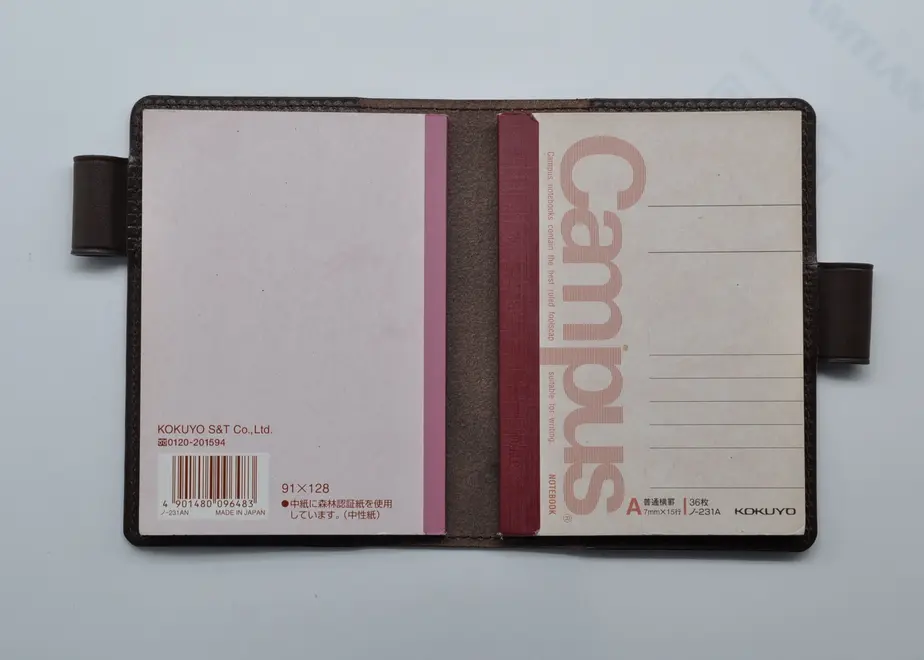 KOKUYO S&T Co.,Ltd.
0120-201594
4 901480 096483
ノ-231AN MADE IN JAPAN
91×128
●中紙に森林認証紙を使用
しています。(中性紙)
Campus®
Campus notebooks contain the best ruled foolscap suitable for writing.
NOTEBOOK
A 普通横罫 7mm×15行
36枚 ノ-231A
KOKUYO